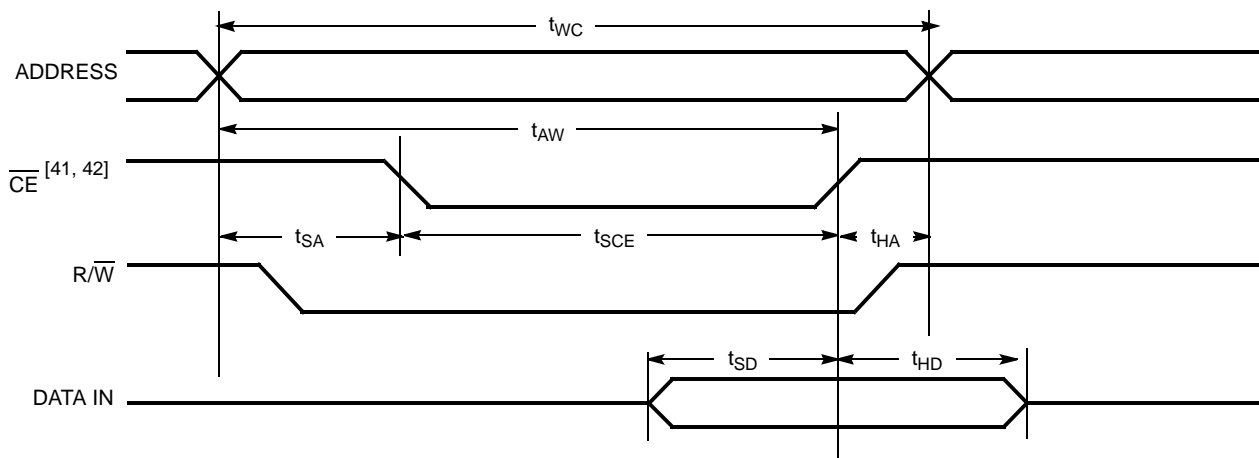 tWC
ADDRESS
tAW
CE [41, 42]
tSA
tSCE
tHA
R/W
tSD
tHD
DATA IN